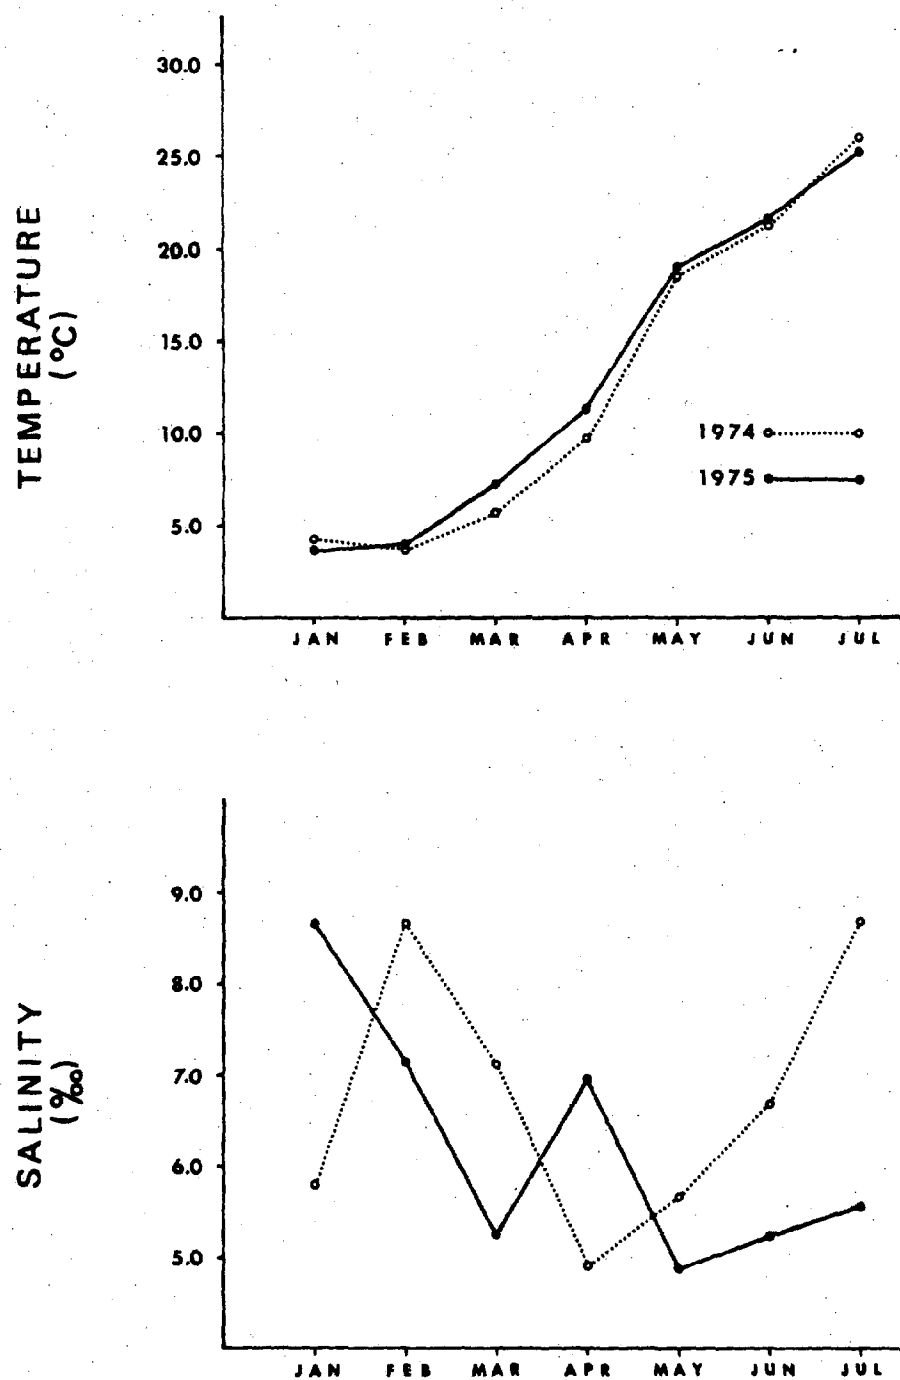 TEMPERATURE
(°C)
30.0
25.0
20.0
15.0
10.0
5.0
1974
1975
JAN FEB MAR APR MAY JUN JUL
SALINITY
(‰)
9.0
8.0
7.0
6.0
5.0
JAN FEB MAR APR MAY JUN JUL